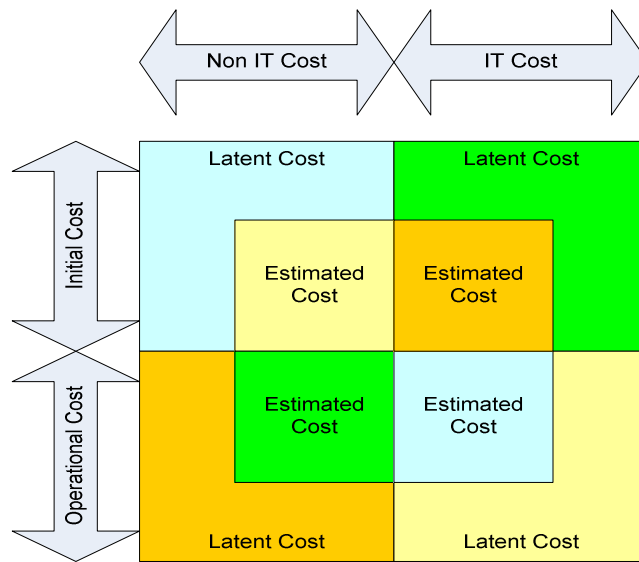 Non IT Cost
IT Cost
Latent Cost
Latent Cost
Initial Cost
Estimated
Cost
Estimated
Cost
Operational Cost
Estimated
Cost
Estimated
Cost
Latent Cost
Latent Cost